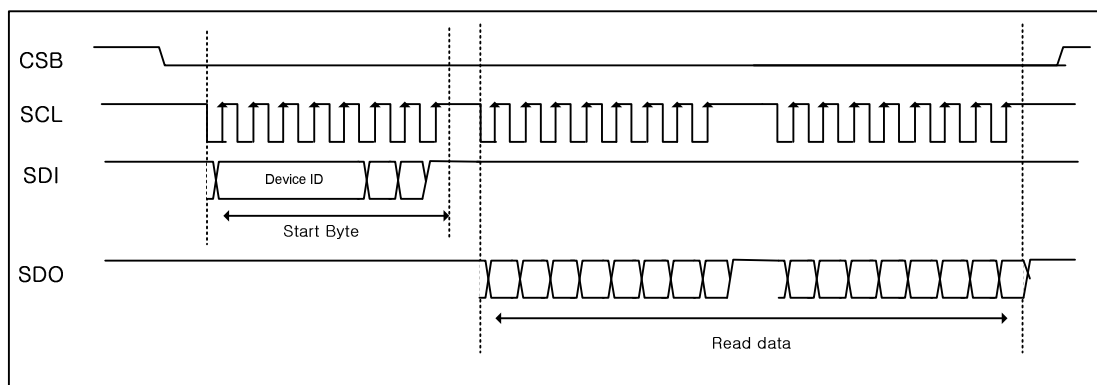 CSB
SCL
SDI
Device ID
Start Byte
SDO
Read data